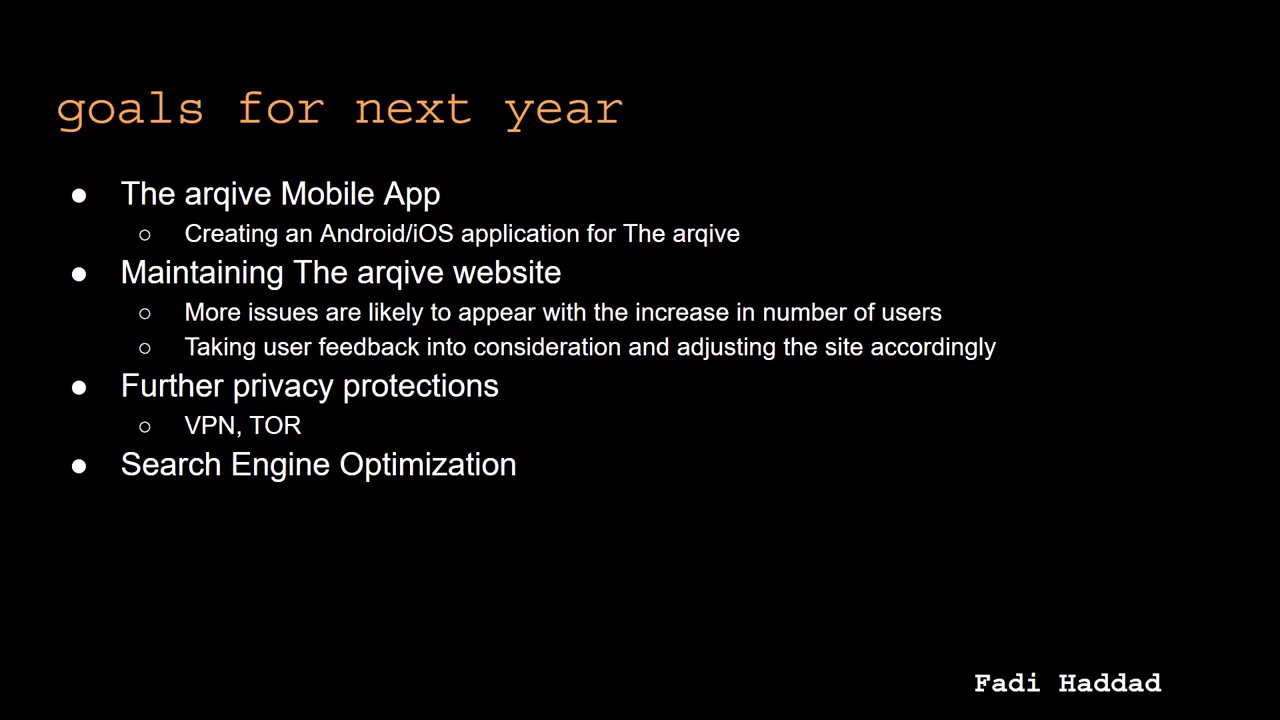 goals for next year
● The arqive Mobile App
○ Creating an Android/iOS application for The arqive
● Maintaining The arqive website
○ More issues are likely to appear with the increase in number of users
○ Taking user feedback into consideration and adjusting the site accordingly
● Further privacy protections
○ VPN, TOR
● Search Engine Optimization
Fadi Haddad